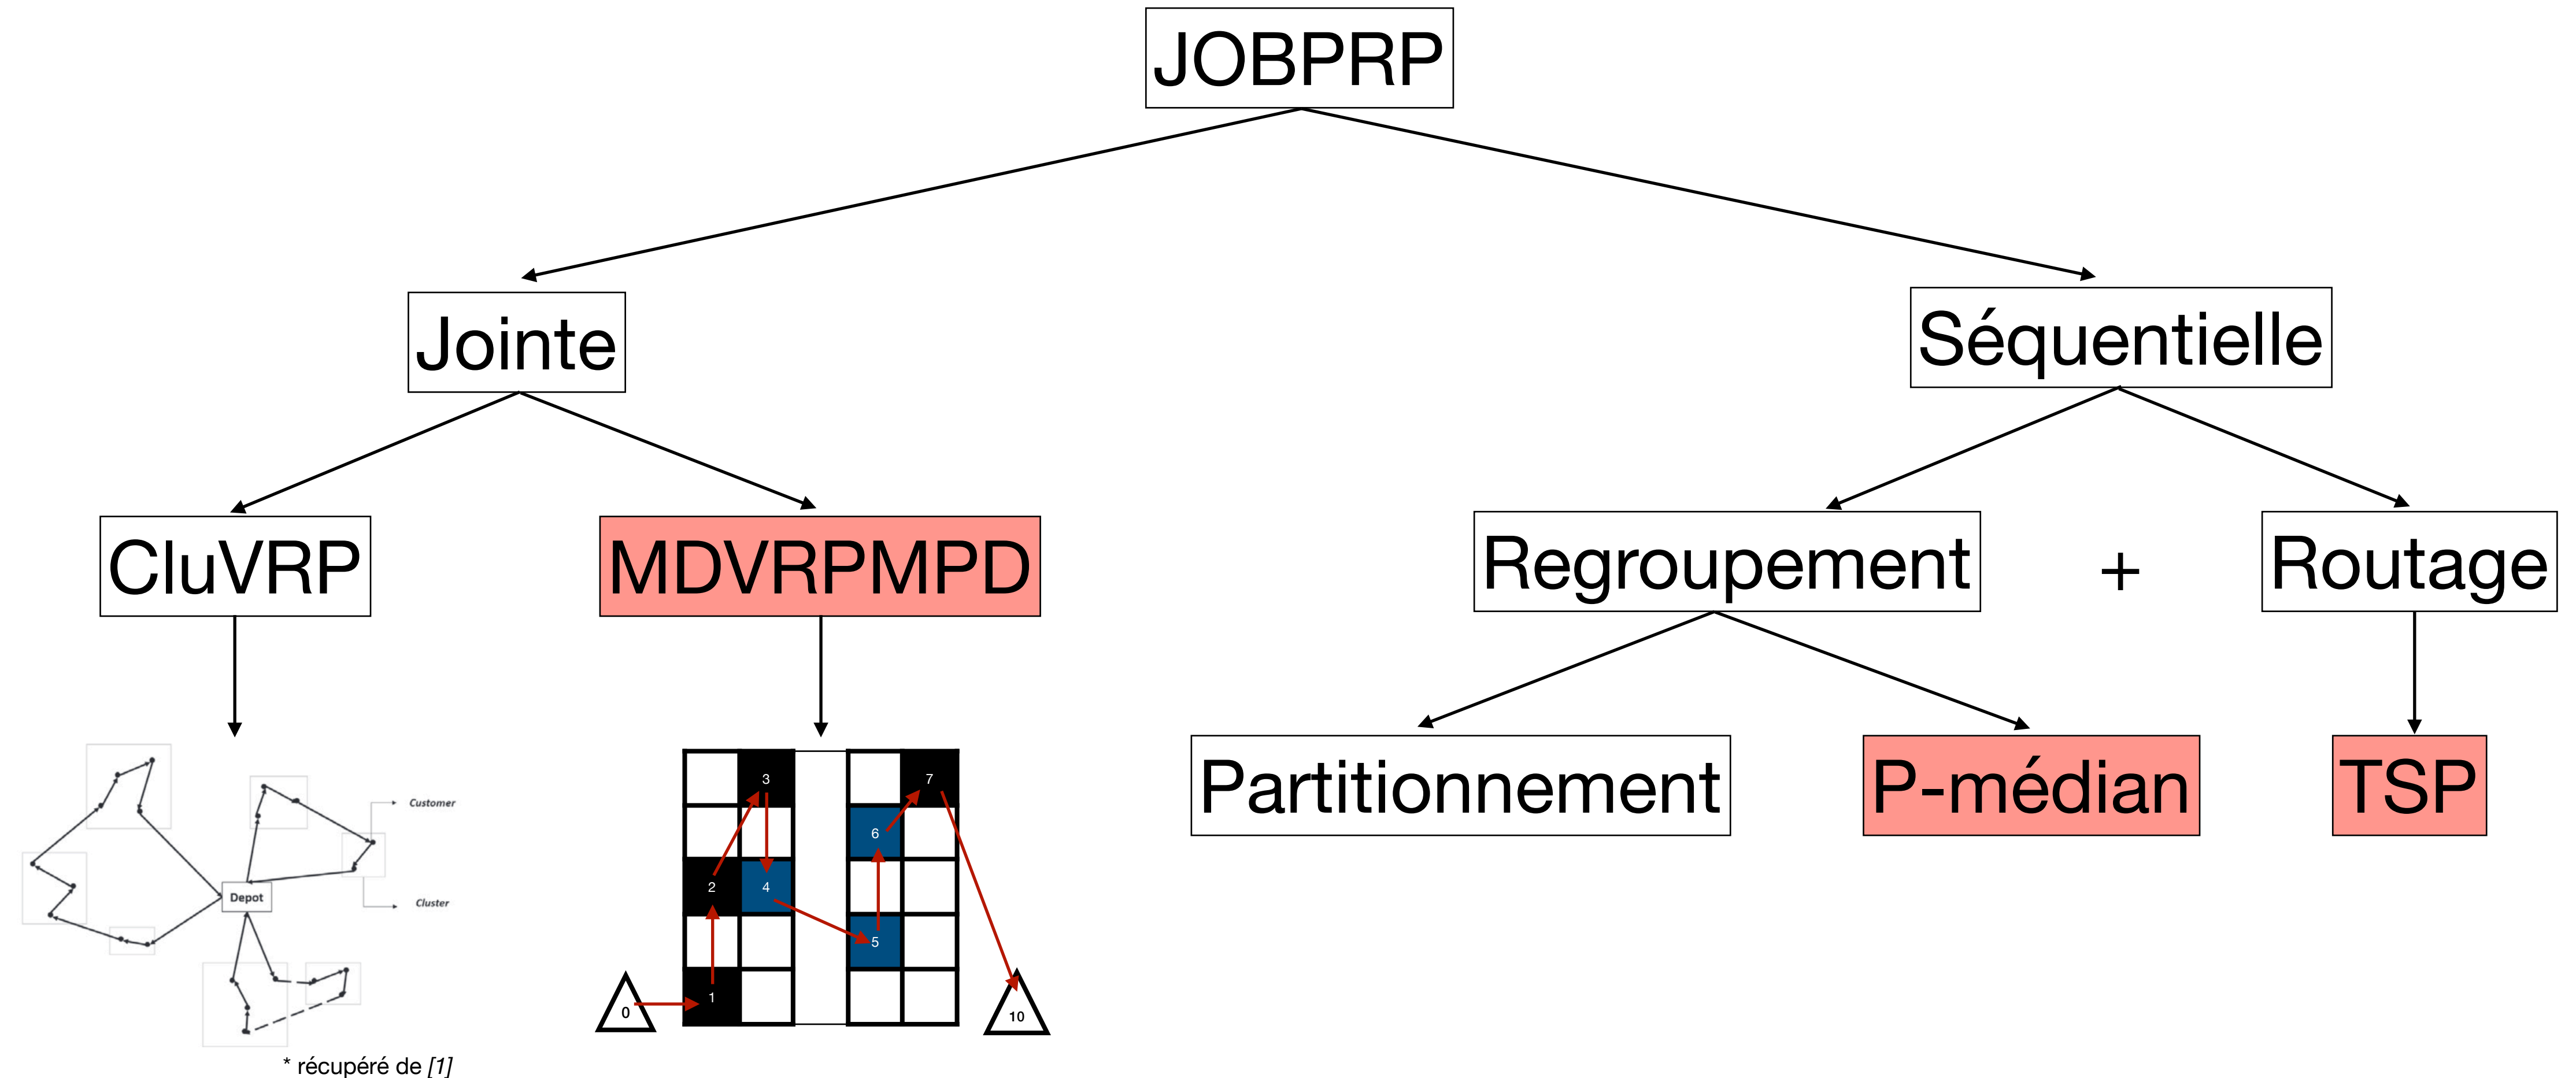 JOBPRP
Jointe
Séquentielle
CluVRP
MDVRPMPD
Regroupement
+
Routage
Partitionnement
P-médian
TSP
Customer
Depot
Cluster
* récupéré de [1]
3
7
6
2
4
5
1
0
10